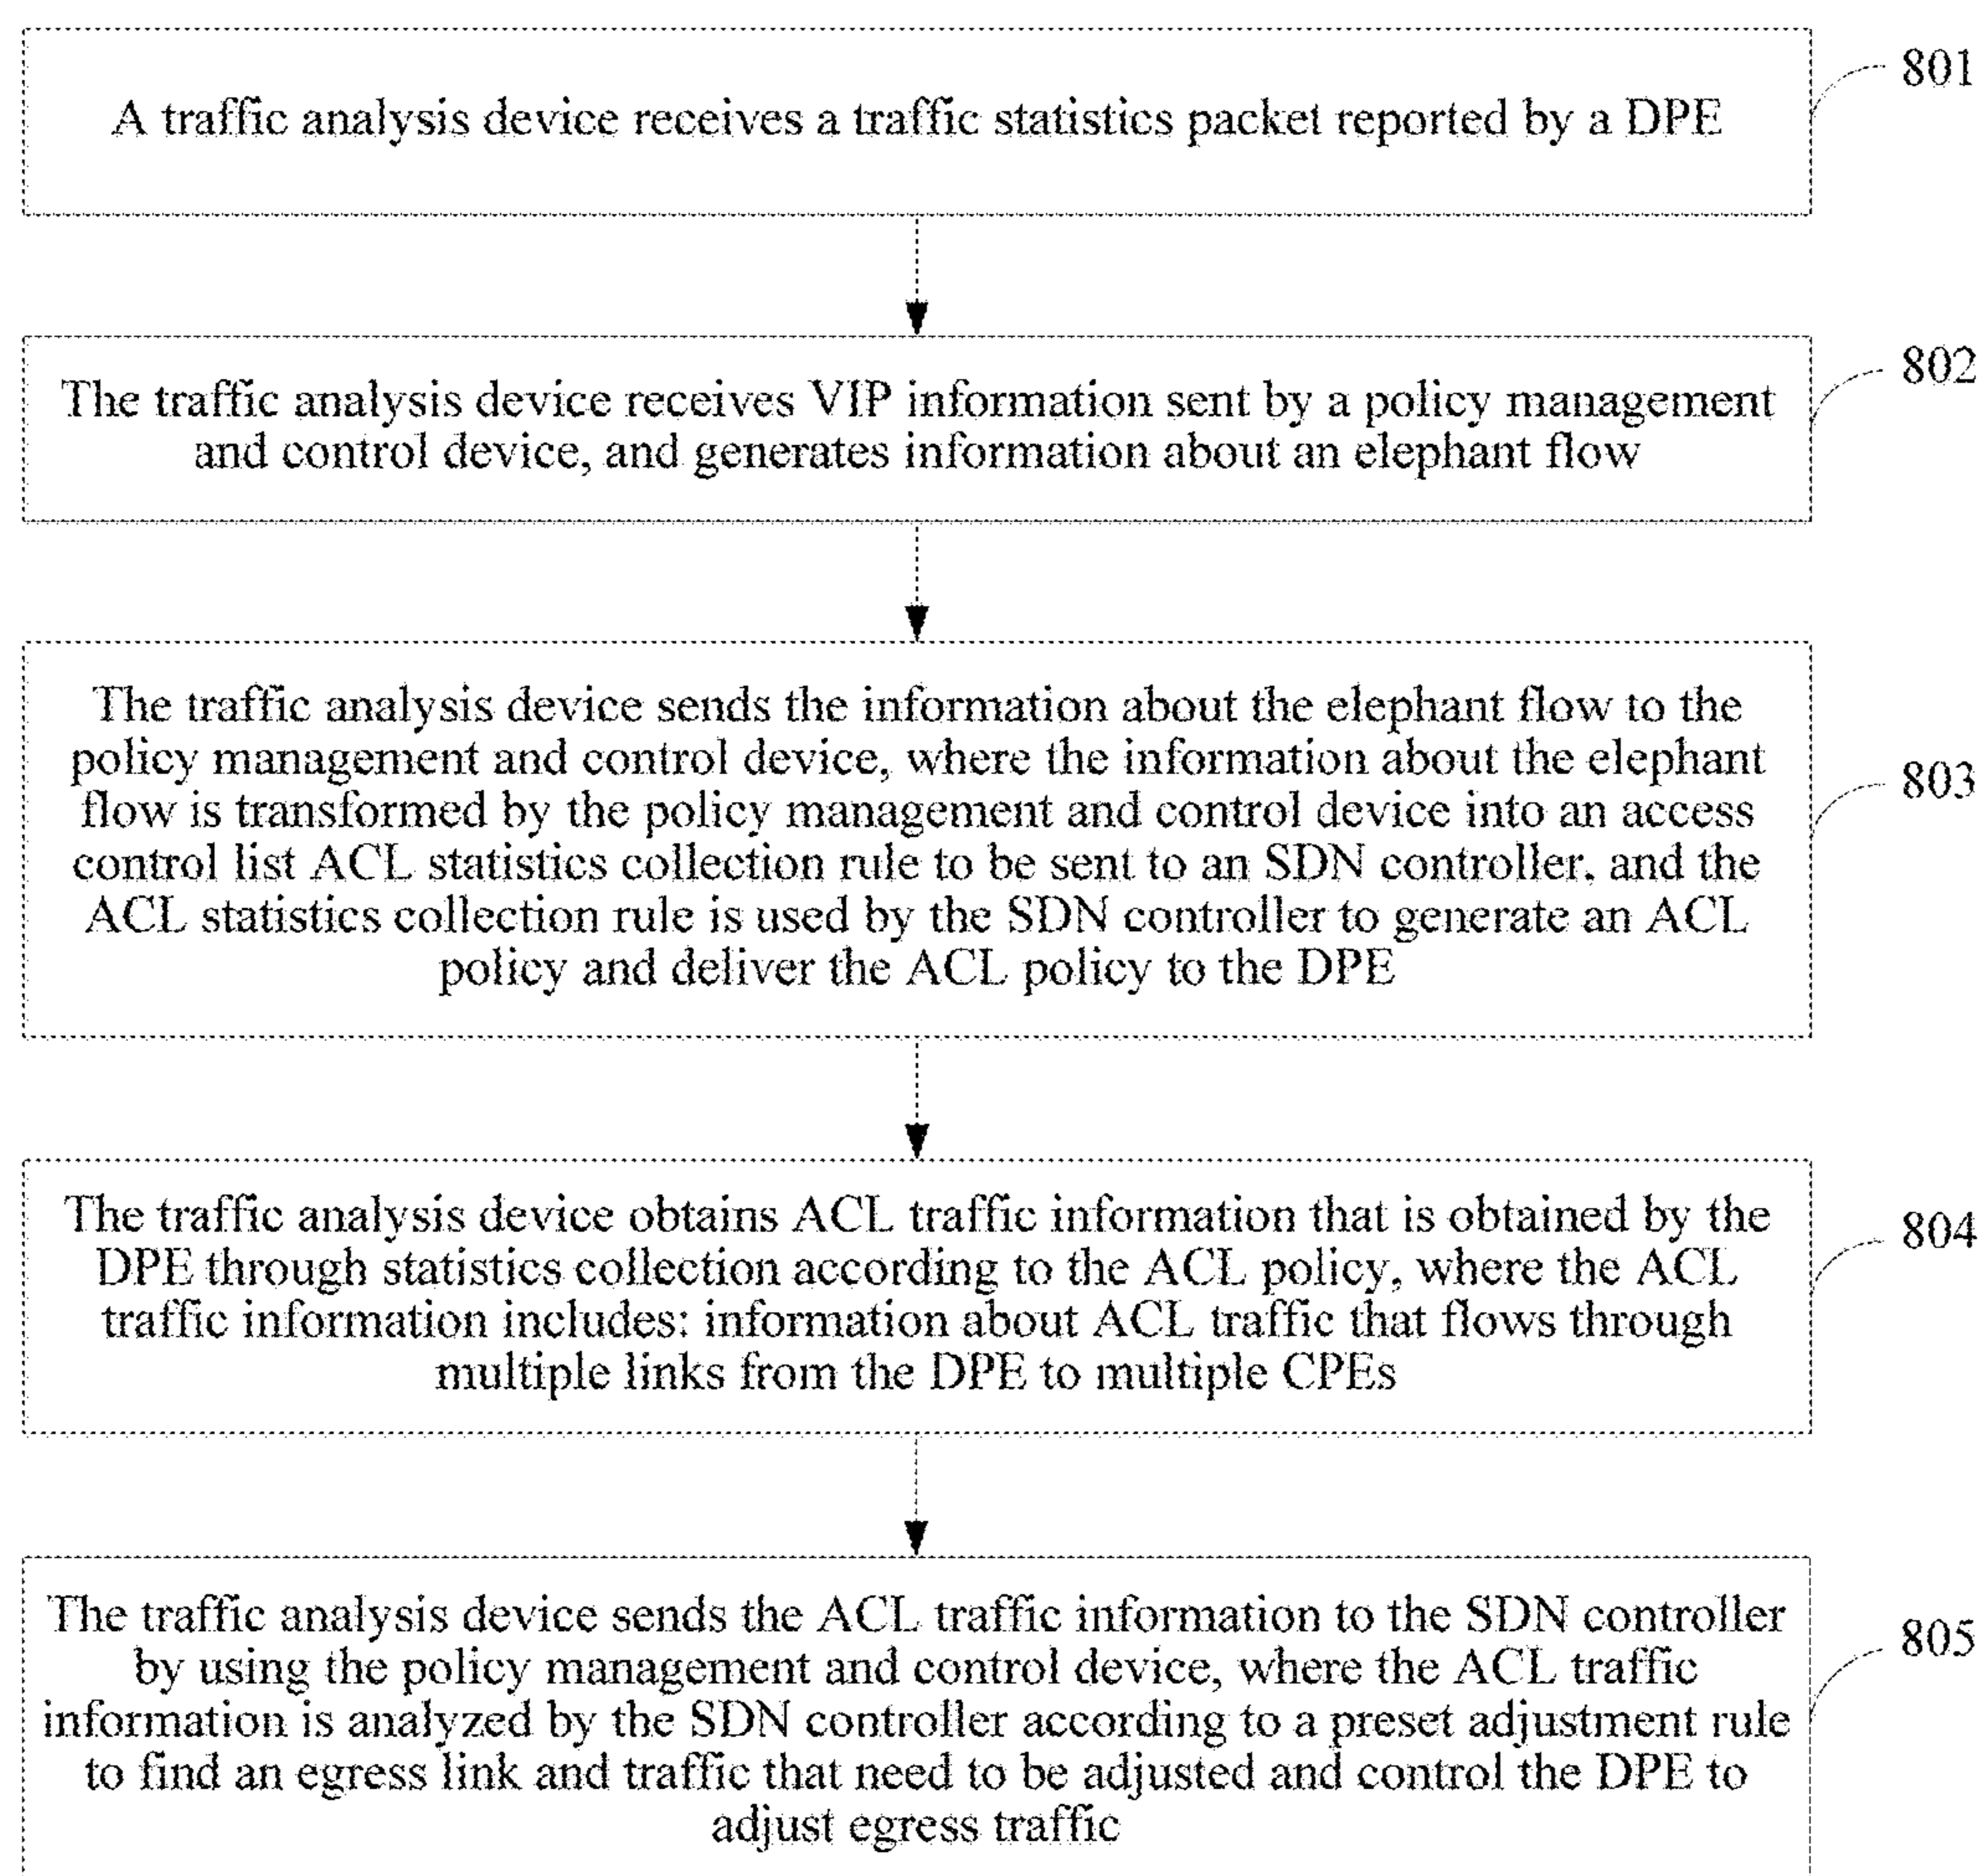 A traffic analysis device receives a traffic statistics packet reported by a DPE
801
The traffic analysis device receives VIP information sent by a policy management
and control device, and generates information about an elephant flow
802
The traffic analysis device sends the information about the elephant flow to the
policy management and control device, where the information about the elephant
flow is transformed by the policy management and control device into an access
control list ACL statistics collection rule to be sent to an SDN controller, and the
ACL statistics collection rule is used by the SDN controller to generate an ACL
policy and deliver the ACL policy to the DPE
803
The traffic analysis device obtains ACL traffic information that is obtained by the
DPE through statistics collection according to the ACL policy, where the ACL
traffic information includes: information about ACL traffic that flows through
multiple links from the DPE to multiple CPEs
804
The traffic analysis device sends the ACL traffic information to the SDN controller
by using the policy management and control device, where the ACL traffic
information is analyzed by the SDN controller according to a preset adjustment rule
to find an egress link and traffic that need to be adjusted and control the DPE to
adjust egress traffic
805